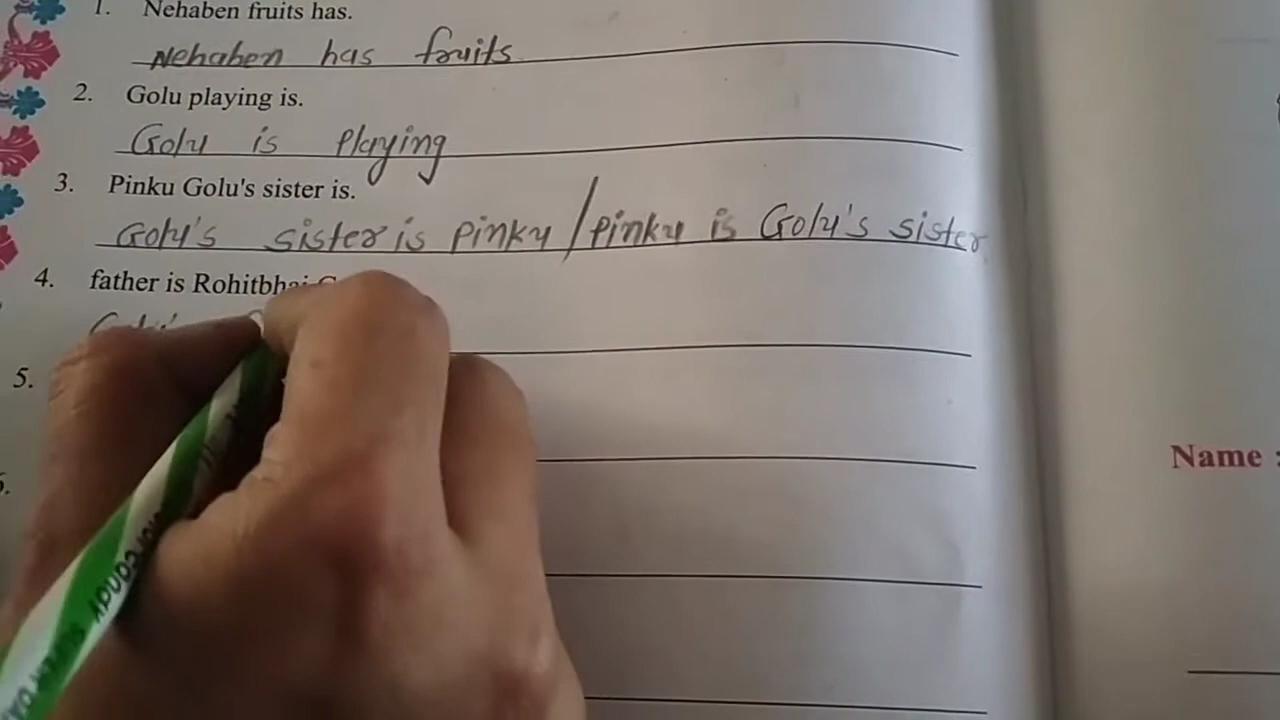 1. Nehaben fruits has.
Nehaben has fruits
2. Golu playing is.
Golu is Playing
3. Pinku Golu's sister is.
Golu's sister is pinky / pinky is Golu's sister
4. father is Rohitbhai
5.
Name :